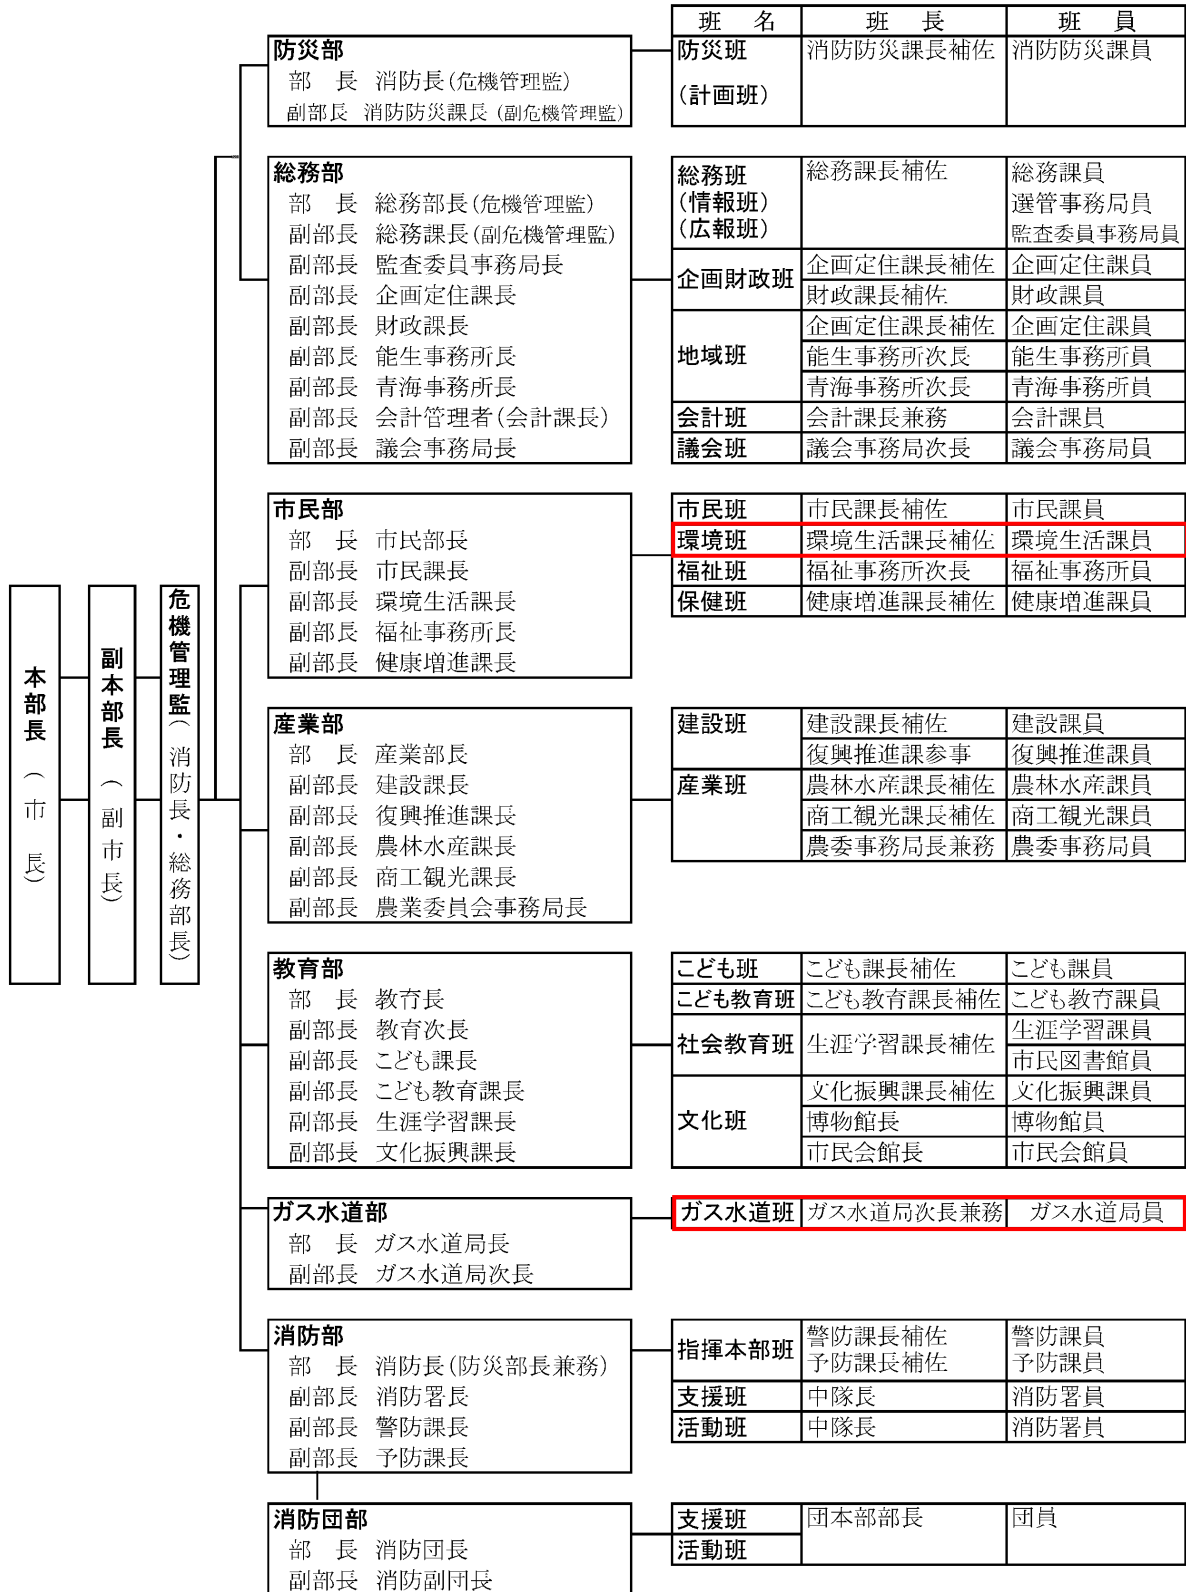 班　名　班　長　班　員
防災部
部　長　消防長（危機管理監）
副部長　消防防災課長（副危機管理監）
防災班　消防防災課長補佐　消防防災課員
（計画班）
総務部
部　長　総務部長（危機管理監）
副部長　総務課長（副危機管理監）
副部長　監査委員事務局長
副部長　企画定住課長
副部長　財政課長
副部長　能生事務所長
副部長　青海事務所長
副部長　会計管理者（会計課長）
副部長　議会事務局長
総務班　総務課長補佐　総務課員
（情報班）　選管事務局員
（広報班）　監査委員事務局員
企画財政班　企画定住課長補佐　企画定住課員
財政課長補佐　財政課員
地域班　企画定住課長補佐　企画定住課員
能生事務所次長　能生事務所員
青海事務所次長　青海事務所員
会計班　会計課長兼務　会計課員
議会班　議会事務局次長　議会事務局員
市民部
部　長　市民部長
副部長　市民課長
副部長　環境生活課長
副部長　福祉事務所長
副部長　健康増進課長
市民班　市民課長補佐　市民課員
環境班　環境生活課長補佐　環境生活課員
福祉班　福祉事務所次長　福祉事務所員
保健班　健康増進課長補佐　健康増進課員
本部長（市　長）
副本部長（副市長）
危機管理監（消防長・総務部長）
産業部
部　長　産業部長
副部長　建設課長
副部長　復興推進課長
副部長　農林水産課長
副部長　商工観光課長
副部長　農業委員会事務局長
建設班　建設課長補佐　建設課員
復興推進課参事　復興推進課員
産業班　農林水産課長補佐　農林水産課員
商工観光課長補佐　商工観光課員
農委事務局長兼務　農委事務局員
教育部
部　長　教育長
副部長　教育次長
副部長　こども課長
副部長　こども教育課長
副部長　生涯学習課長
副部長　文化振興課長
こども班　こども課長補佐　こども課員
こども教育班　こども教育課長補佐　こども教育課員
社会教育班　生涯学習課長補佐　生涯学習課員
市民図書館員
文化班　文化振興課長補佐　文化振興課員
博物館長　博物館員
市民会館長　市民会館員
ガス水道部
部　長　ガス水道局長
副部長　ガス水道局次長
ガス水道班　ガス水道局次長兼務　ガス水道局員
消防部
部　長　消防長（防災部長兼務）
副部長　消防署長
副部長　警防課長
副部長　予防課長
指揮本部班　警防課長補佐　警防課員
予防課長補佐　予防課員
支援班　中隊長　消防署員
活動班　中隊長　消防署員
消防団部
部　長　消防団長
副部長　消防副団長
支援班　団本部部長　団員
活動班